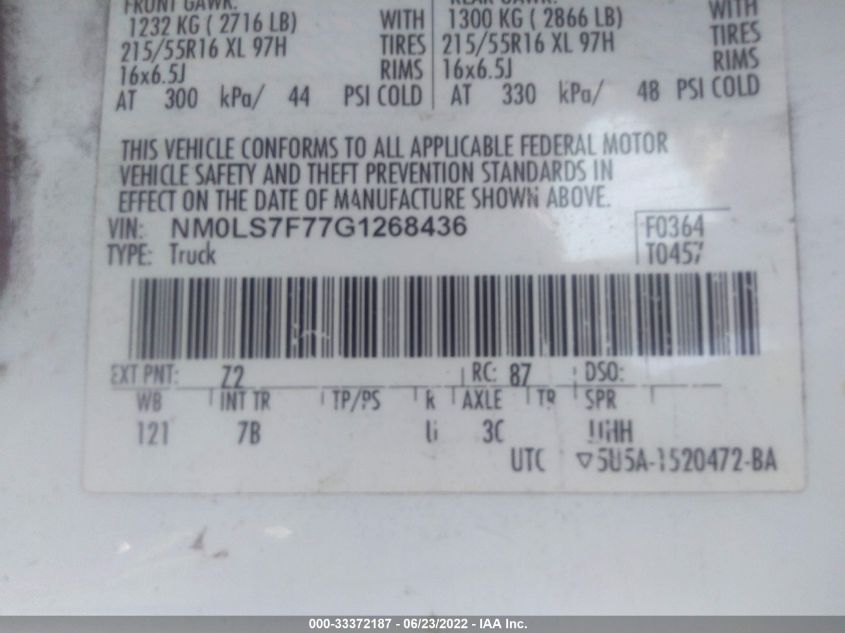 FRONT GAWR: REAR GAWR:
1232 KG ( 2716 LB) WITH 1300 KG ( 2866 LB) WITH
215/55R16 XL 97H TIRES 215/55R16 XL 97H TIRES
16x6.5J RIMS 16x6.5J RIMS
AT 300 kPa/ 44 PSI COLD AT 330 kPa/ 48 PSI COLD
THIS VEHICLE CONFORMS TO ALL APPLICABLE FEDERAL MOTOR
VEHICLE SAFETY AND THEFT PREVENTION STANDARDS IN
EFFECT ON THE DATE OF MANUFACTURE SHOWN ABOVE.
VIN: NM0LS7F77G1268436 F0364
TYPE: Truck T0457
EXT PNT: Z2 RC: 87 DSO:
WB INT TR TP/PS R AXLE TR SPR
121 7B 3C
UTC 5U5A-1520472-BA
000-33372187 - 06/23/2022 - IAA Inc.